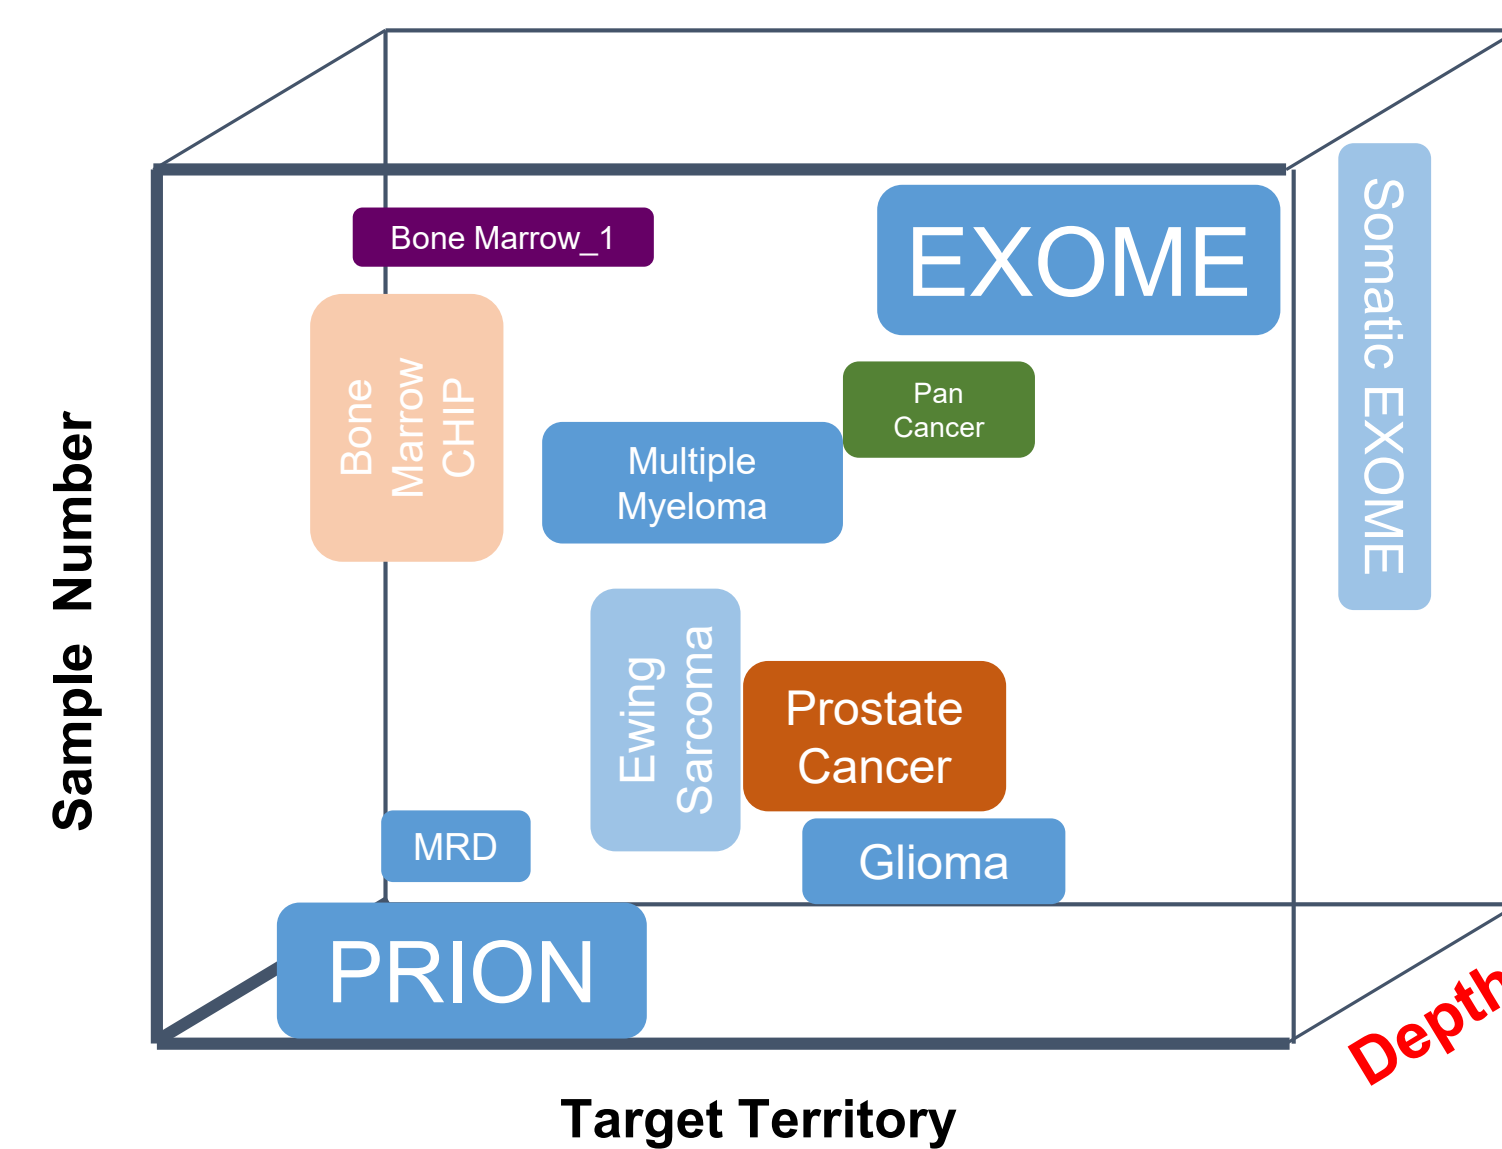 Bone Marrow_1
EXOME
Somatic EXOME
Bone
Marrow
CHIP
Pan
Cancer
Multiple
Myeloma
Sample  Number
Ewing
Sarcoma
Prostate
Cancer
MRD
Glioma
PRION
Depth
Target Territory